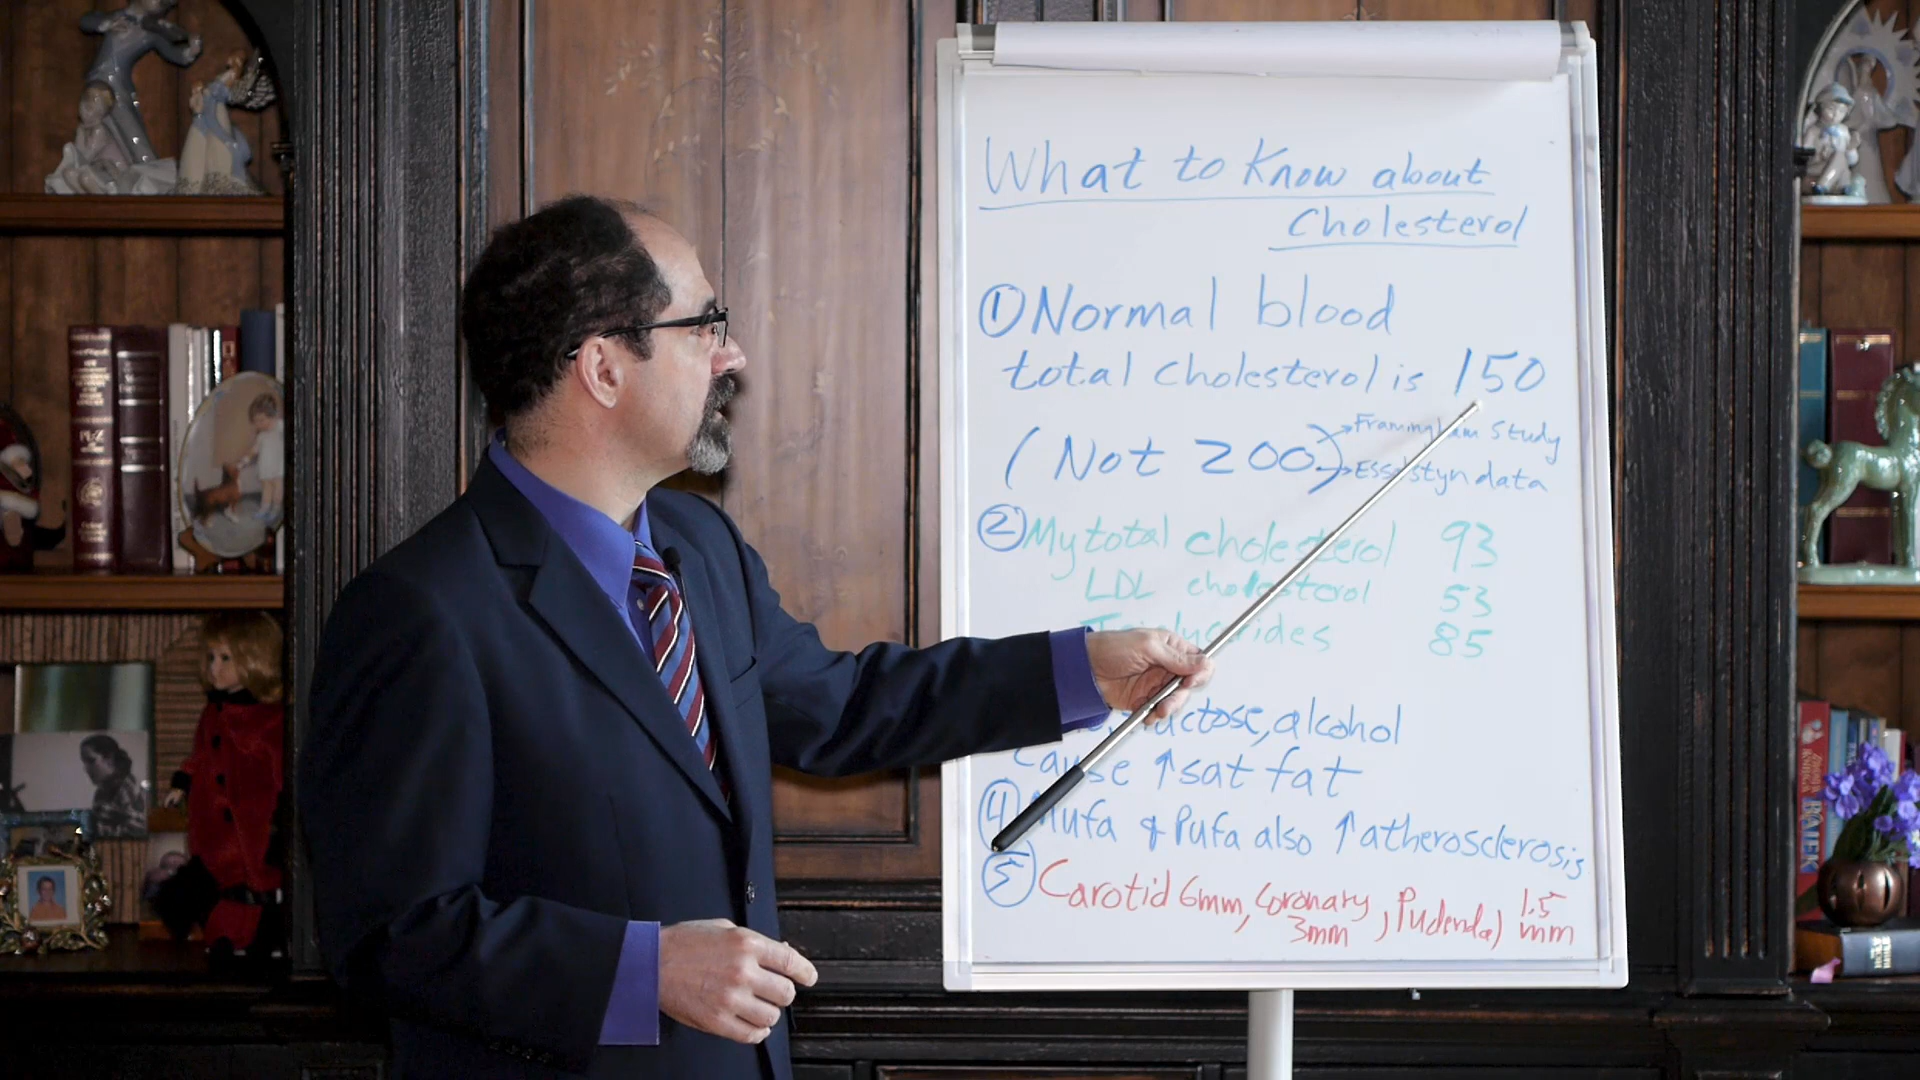 What to Know about
Cholesterol
① Normal blood
total cholesterol is 150
(Not 200)
→ Framingham Study
→ Esselstyn data
② My total cholesterol 93
LDL cholesterol 53
Triglycerides 85
alcohol
Cause ↑ sat fat
④ Mufa & Pufa also ↑ atherosclerosis
⑤ Carotid 6mm, Coronary 3mm, Pudendal 1.5 mm
BALEK